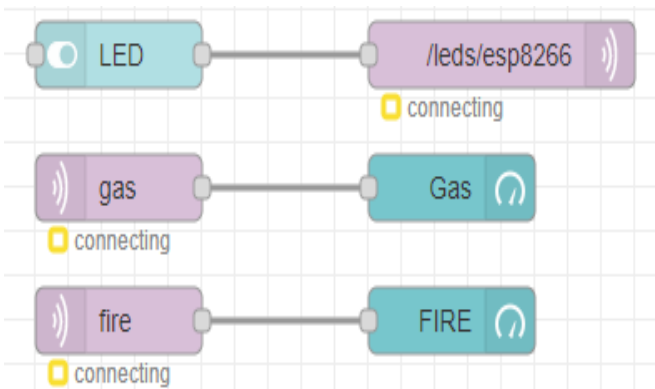 LED /leds/esp8266
connecting
gas Gas
connecting
fire FIRE
connecting